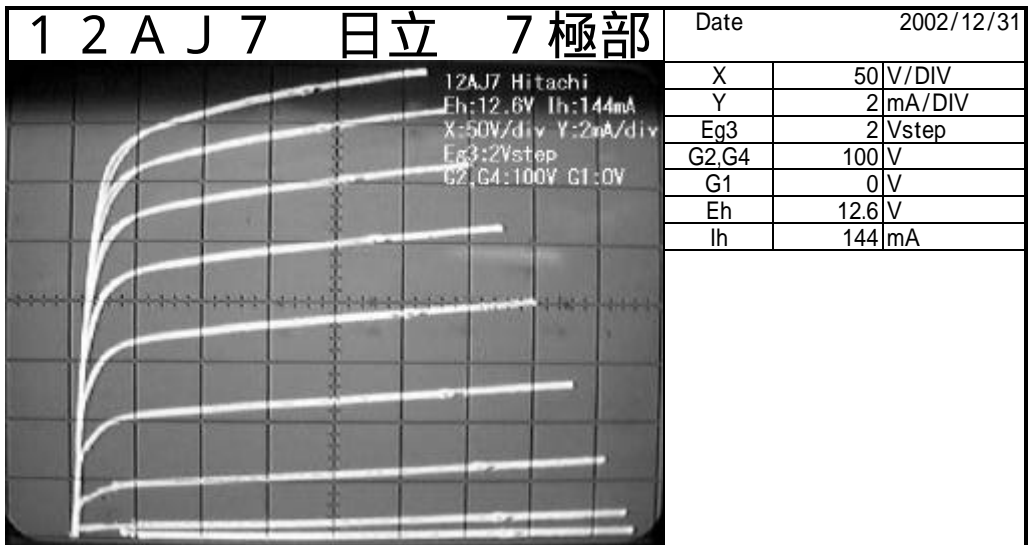 １２ＡＪ７　日立　７極部
Date 2002/12/31
12AJ7 Hitachi
Eh:12.6V Ih:144mA
X:50V/div Y:2mA/div
Eg3:2Vstep
G2,G4:100V G1:0V
X 50 V/DIV
Y 2 mA/DIV
Eg3 2 Vstep
G2,G4 100 V
G1 0 V
Eh 12.6 V
Ih 144 mA